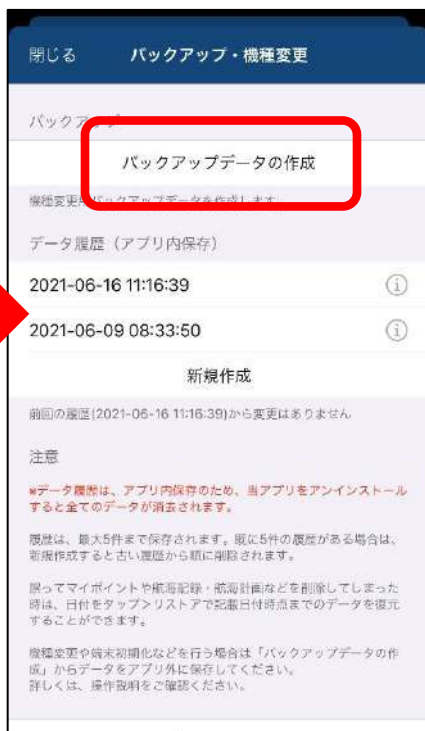 閉じる バックアップ・機種変更
バックアップ
バックアップデータの作成
機種変更用バックアップデータを作成します
データ履歴（アプリ内保存）
2021-06-16 11:16:39
2021-06-09 08:33:50
新規作成
前回の履歴(2021-06-16 11:16:39)から変更はありません
注意
※データ履歴は、アプリ内保存のため、当アプリをアンインストール
すると全てのデータが消去されます。
履歴は、最大5件まで保存されます。既に5件の履歴がある場合は、
新規作成すると古い履歴から順に削除されます。
誤ってマイポイントや航海記録・航海計画などを削除してしまった
時は、日付をタップ＞リストアで記載日付時点までのデータを復元
することができます。
機種変更や端末初期化などを行う場合は「バックアップデータの作
成」からデータをアプリ外に保存してください。
詳しくは、操作説明をご確認ください。